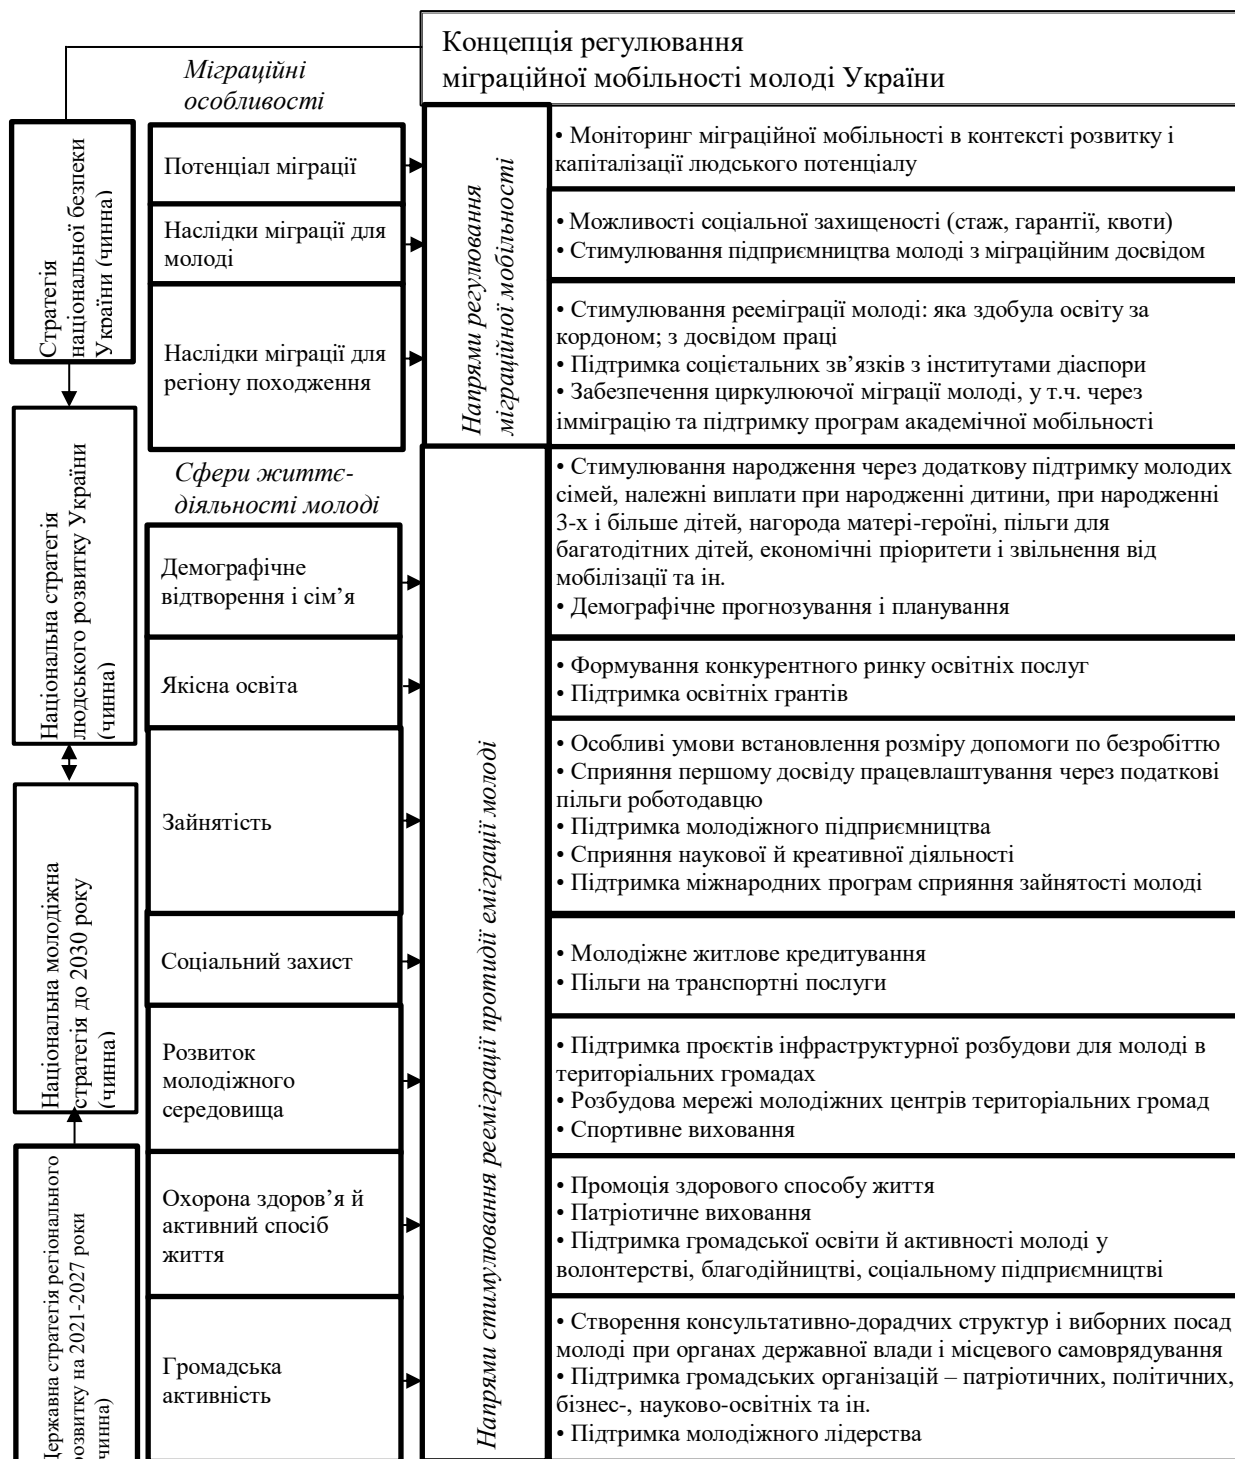 Концепція регулювання
міграційної мобільності молоді України
Міграційні
особливості
Стратегія
національної безпеки
України (чинна)
Національна стратегія
людського розвитку України
(чинна)
Національна молодіжна
стратегія до 2030 року
(чинна)
Державна стратегія регіонального
розвитку на 2021-2027 роки
(чинна)
Потенціал міграції
Наслідки міграції для
молоді
Наслідки міграції для
регіону походження
Напрями регулювання
міграційної мобільності
• Моніторинг міграційної мобільності в контексті розвитку і
капіталізації людського потенціалу
• Можливості соціальної захищеності (стаж, гарантії, квоти)
• Стимулювання підприємництва молоді з міграційним досвідом
• Стимулювання рееміграції молоді: яка здобула освіту за
кордоном; з досвідом праці
• Підтримка соцієтальних зв’язків з інститутами діаспори
• Забезпечення циркулюючої міграції молоді, у т.ч. через
імміграцію та підтримку програм академічної мобільності
Сфери життє-
діяльності молоді
Демографічне
відтворення і сім’я
Якісна освіта
Зайнятість
Соціальний захист
Розвиток
молодіжного
середовища
Охорона здоров’я й
активний спосіб
життя
Громадська
активність
Напрями стимулювання рееміграції протидії еміграції молоді
• Стимулювання народження через додаткову підтримку молодих
сімей, належні виплати при народженні дитини, при народженні
3-х і більше дітей, нагорода матері-героїні, пільги для
багатодітних дітей, економічні пріоритети і звільнення від
мобілізації та ін.
• Демографічне прогнозування і планування
• Формування конкурентного ринку освітніх послуг
• Підтримка освітніх грантів
• Особливі умови встановлення розміру допомоги по безробіттю
• Сприяння першому досвіду працевлаштування через податкові
пільги роботодавцю
• Підтримка молодіжного підприємництва
• Сприяння наукової й креативної діяльності
• Підтримка міжнародних програм сприяння зайнятості молоді
• Молодіжне житлове кредитування
• Пільги на транспортні послуги
• Підтримка проєктів інфраструктурної розбудови для молоді в
територіальних громадах
• Розбудова мережі молодіжних центрів територіальних громад
• Спортивне виховання
• Промоція здорового способу життя
• Патріотичне виховання
• Підтримка громадської освіти й активності молоді у
волонтерстві, благодійництві, соціальному підприємництві
• Створення консультативно-дорадчих структур і виборних посад
молоді при органах державної влади і місцевого самоврядування
• Підтримка громадських організацій – патріотичних, політичних,
бізнес-, науково-освітніх та ін.
• Підтримка молодіжного лідерства